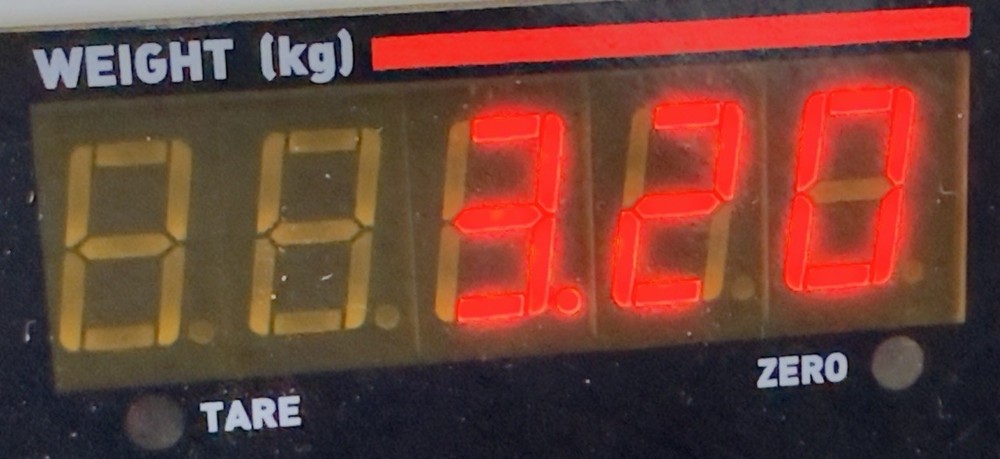 WEIGHT (kg)
3.20
TARE
ZERO